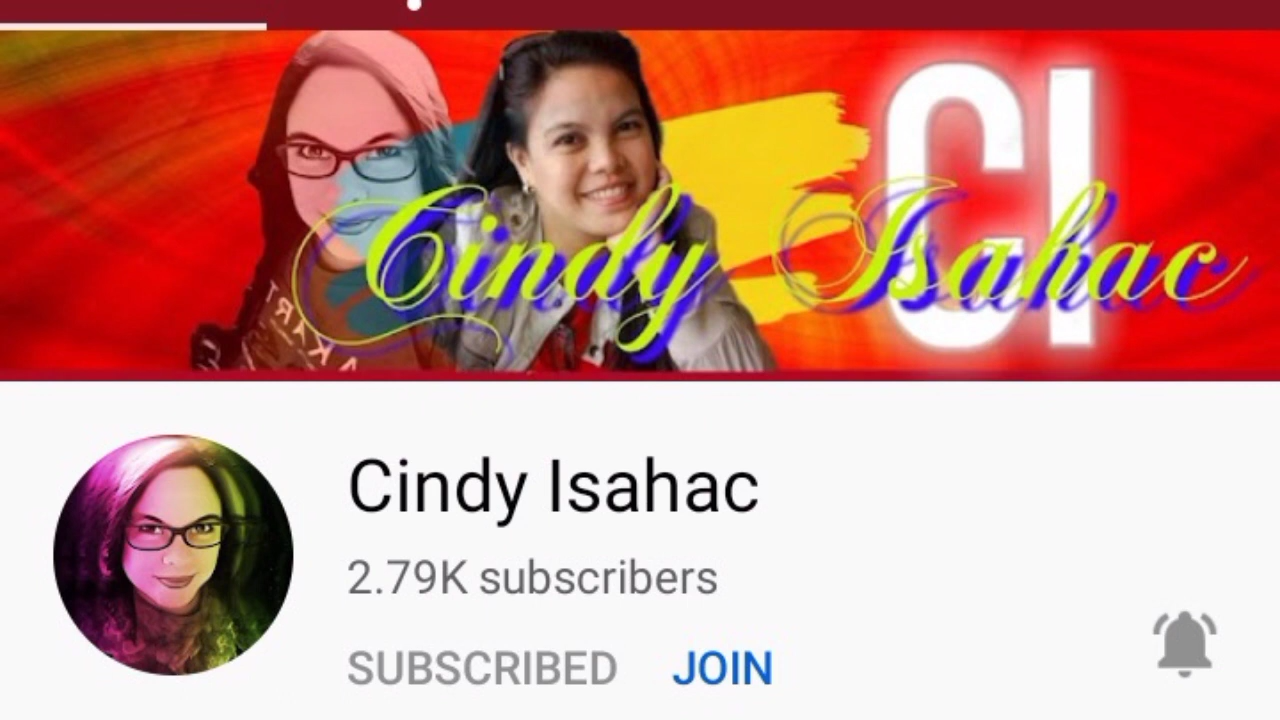 CI
Cindy Isahac
Cindy Isahac
2.79K subscribers
SUBSCRIBED JOIN